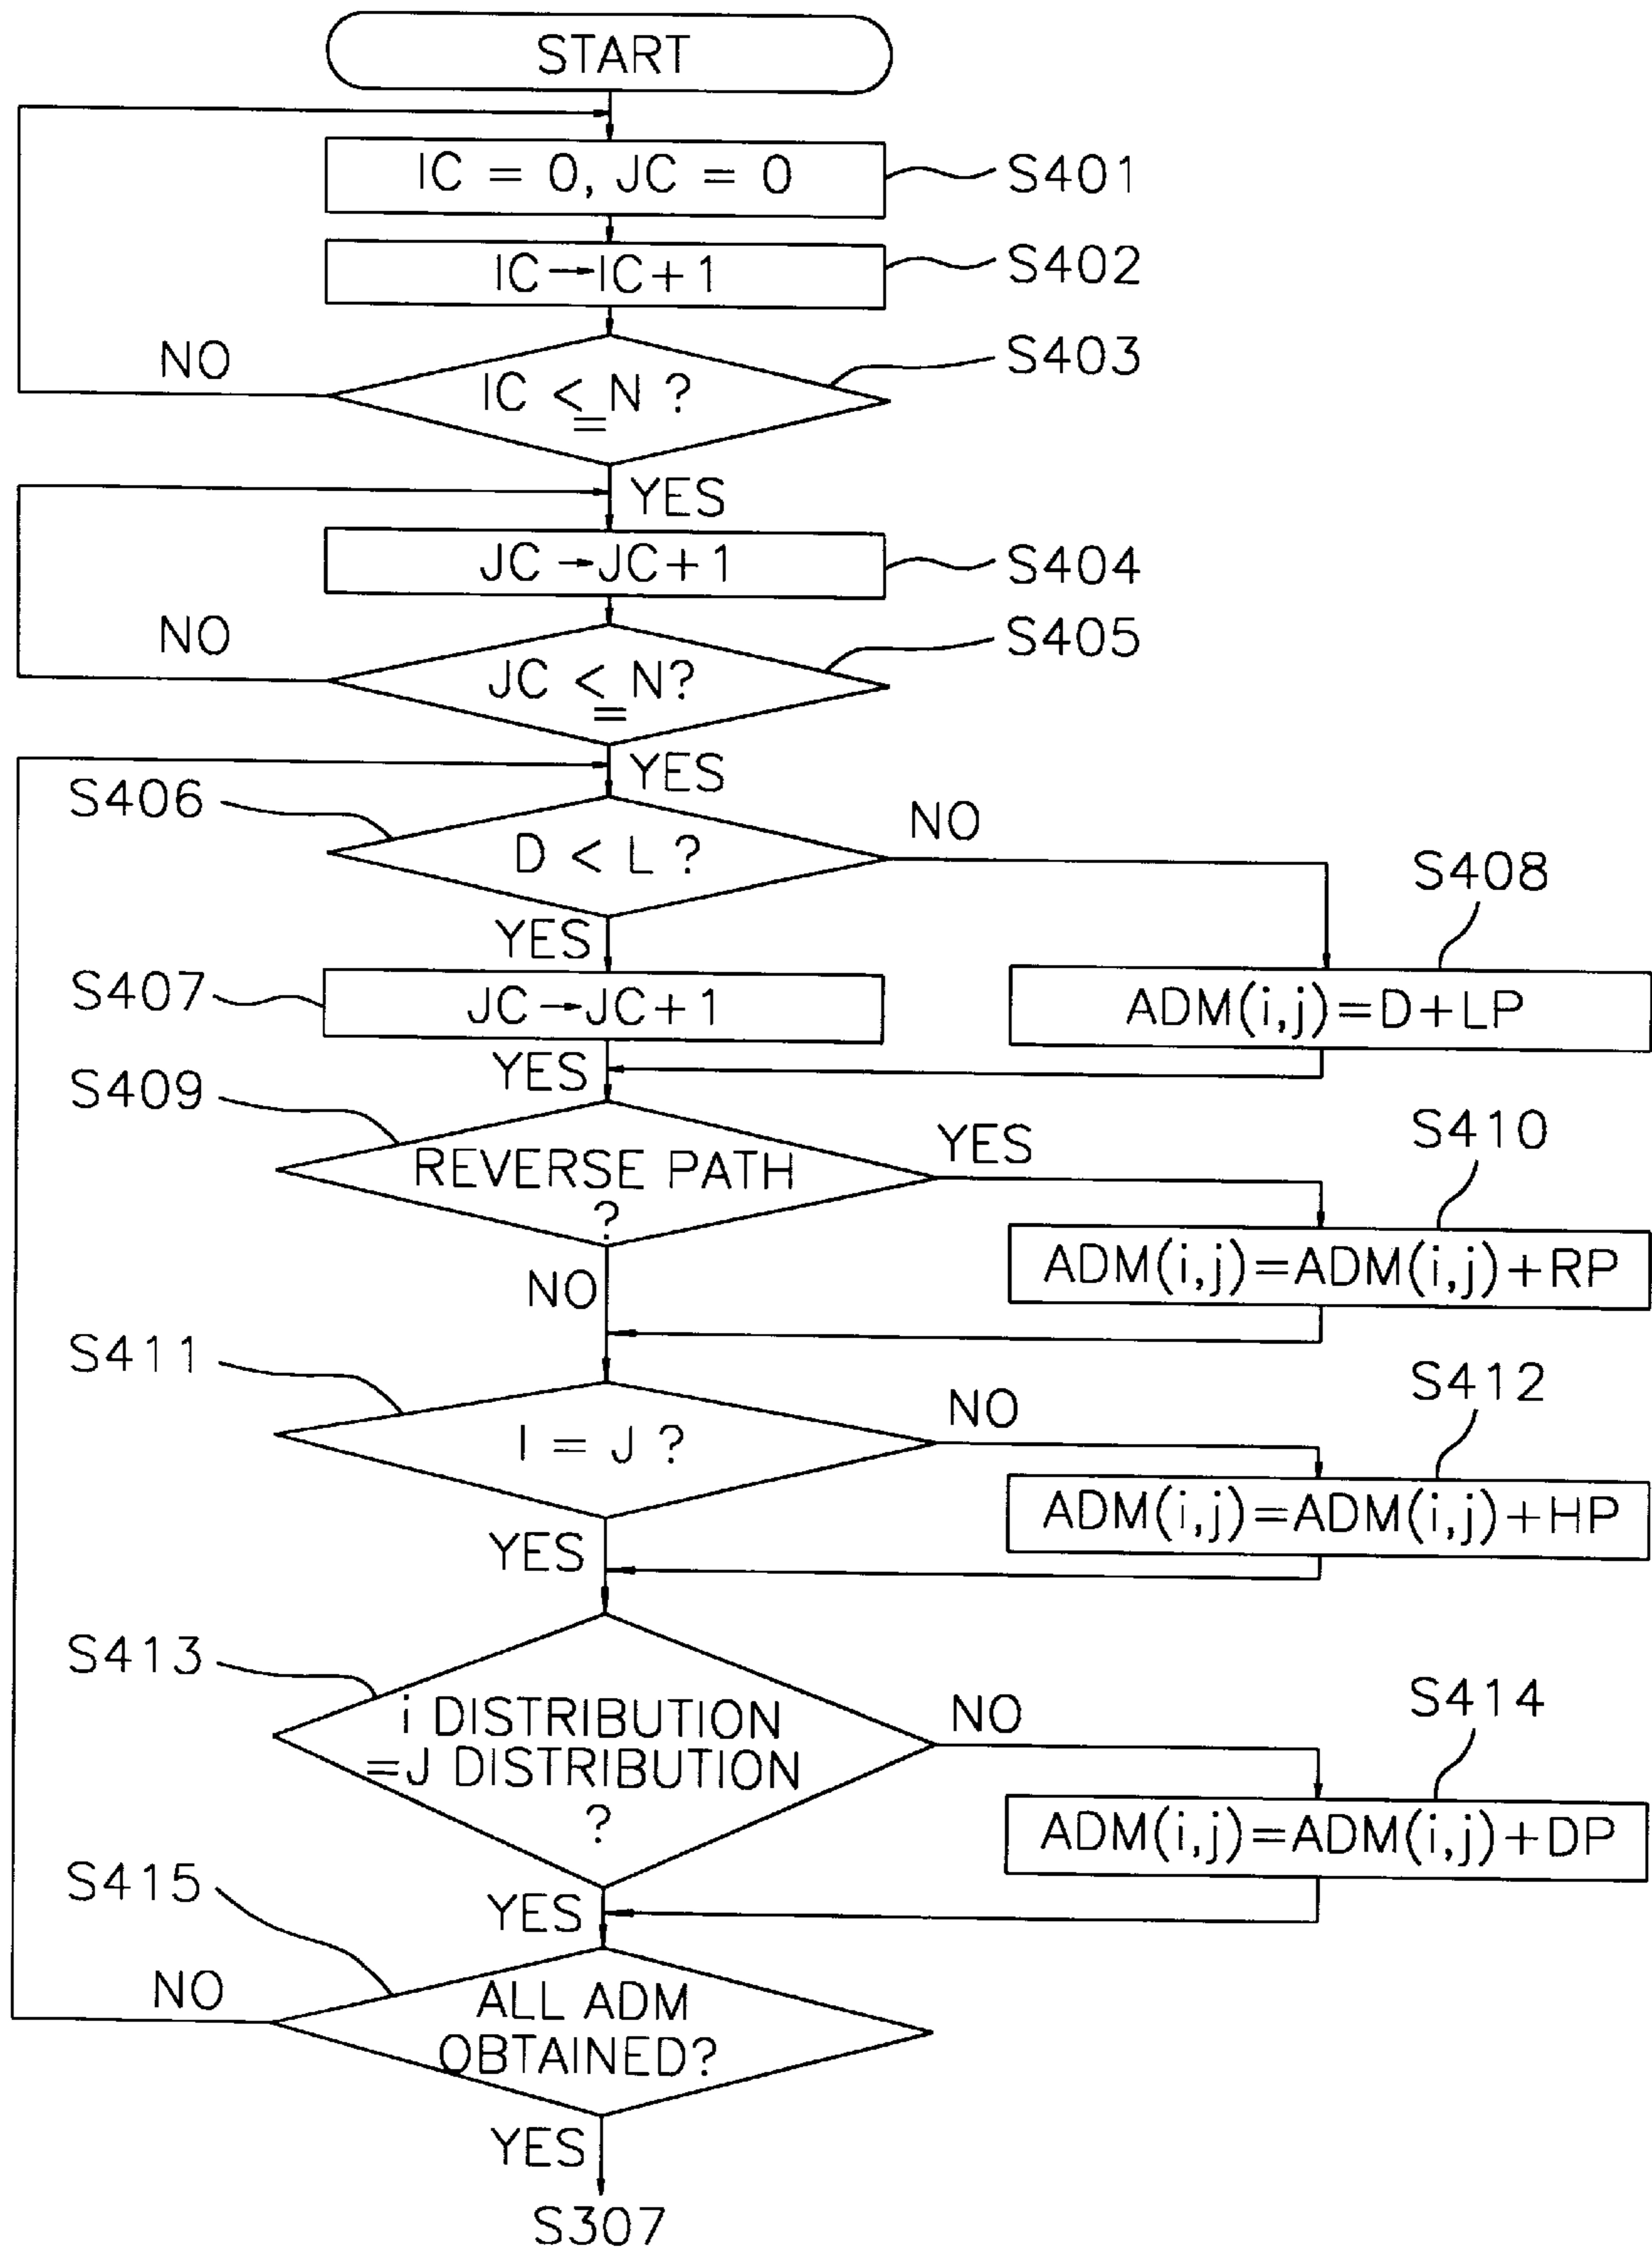 START
IC = 0, JC = 0
S401
IC→IC+1
S402
NO
IC ≦ N ?
S403
YES
JC→JC+1
S404
NO
JC ≦ N?
S405
YES
S406
D < L ?
NO
YES
S408
S407
JC→JC+1
ADM(i,j)=D+LP
YES
S409
REVERSE PATH
?
YES
S410
ADM(i,j)=ADM(i,j)+RP
NO
S411
I = J ?
NO
S412
ADM(i,j)=ADM(i,j)+HP
YES
S413
i DISTRIBUTION
=J DISTRIBUTION
?
NO
S414
ADM(i,j)=ADM(i,j)+DP
YES
S415
NO
ALL ADM
OBTAINED?
YES
S307